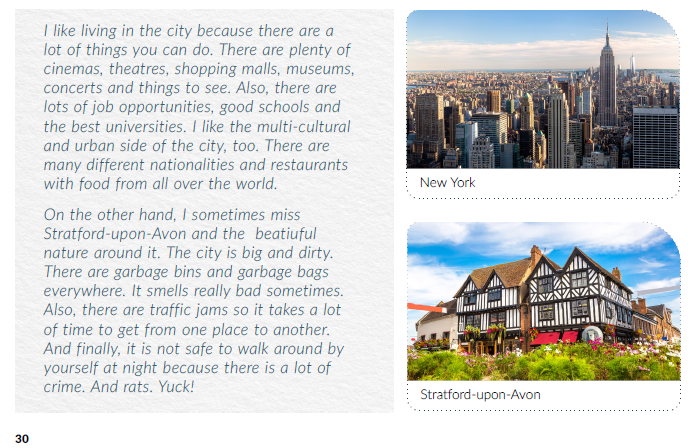 I like living in the city because there are a
lot of things you can do. There are plenty of
cinemas, theatres, shopping malls, museums,
concerts and things to see. Also, there are
lots of job opportunities, good schools and
the best universities. I like the multi-cultural
and urban side of the city, too. There are
many different nationalities and restaurants
with food from all over the world.
On the other hand, I sometimes miss
Stratford-upon-Avon and the  beatiuful
nature around it. The city is big and dirty.
There are garbage bins and garbage bags
everywhere. It smells really bad sometimes.
Also, there are traffic jams so it takes a lot
of time to get from one place to another.
And finally, it is not safe to walk around by
yourself at night because there is a lot of
crime. And rats. Yuck!
New York
Stratford-upon-Avon
30